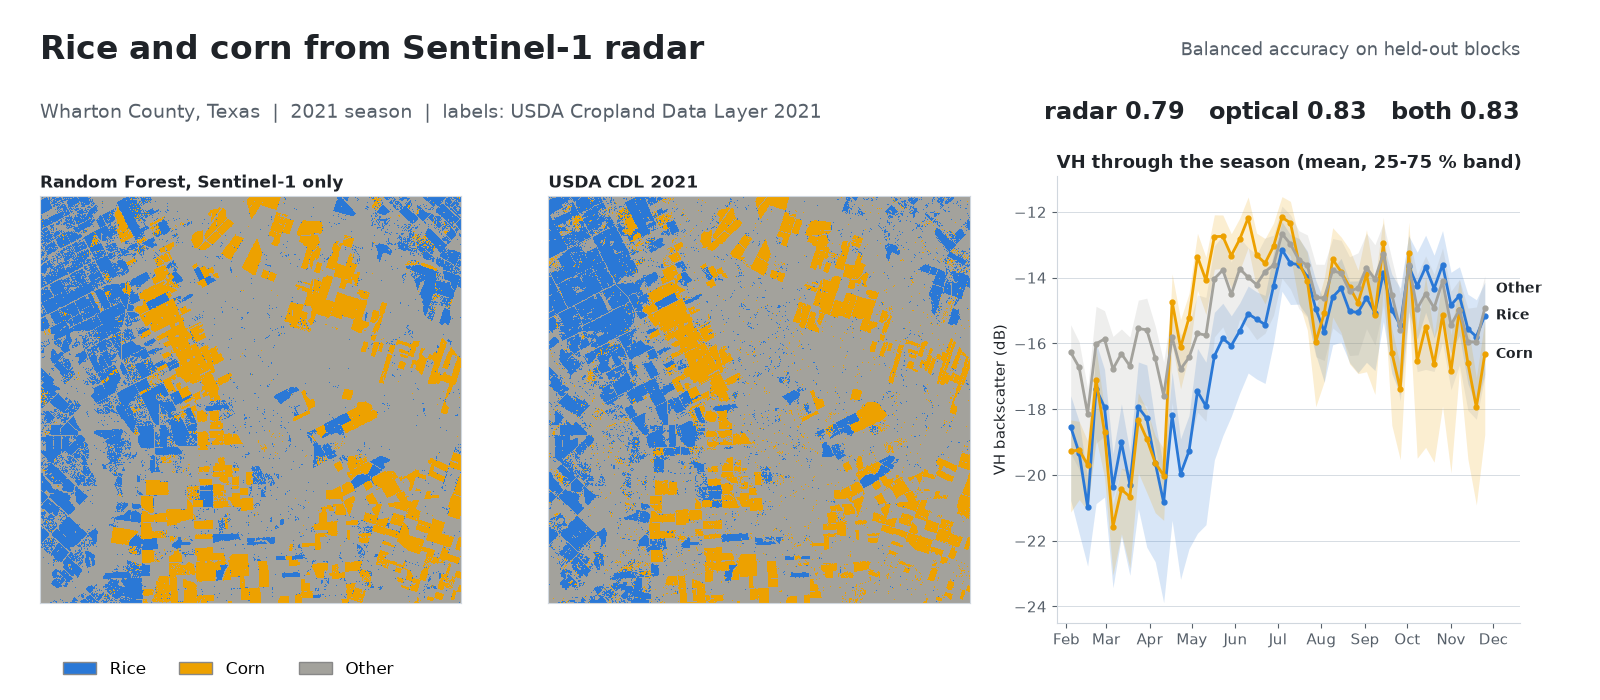 Rice and corn from Sentinel-1 radar
Balanced accuracy on held-out blocks
Wharton County, Texas | 2021 season | labels: USDA Cropland Data Layer 2021
radar 0.79 optical 0.83 both 0.83
Random Forest, Sentinel-1 only
USDA CDL 2021
VH through the season (mean, 25-75 % band)
VH backscatter (dB)
−12
−14
−16
−18
−20
−22
−24
Other
Rice
Corn
Feb Mar Apr May Jun Jul Aug Sep Oct Nov Dec
Rice Corn Other